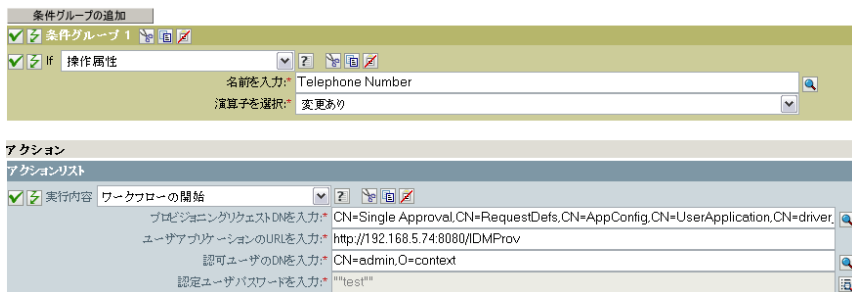 条件グループの追加
条件グループ 1
If 操作属性 ?
名前を入力:* Telephone Number
演算子を選択:* 変更あり
アクション
アクションリスト
実行内容 ワークフローの開始 ?
プロビジョニングリクエストDNを入力:* CN=Single Approval,CN=RequestDefs,CN=AppConfig,CN=UserApplication,CN=driver_
ユーザアプリケーションのURLを入力:* http://192.168.5.74:8080/IDMProv
認可ユーザのDNを入力:* CN=admin,O=context
認定ユーザパスワードを入力:* ""test""